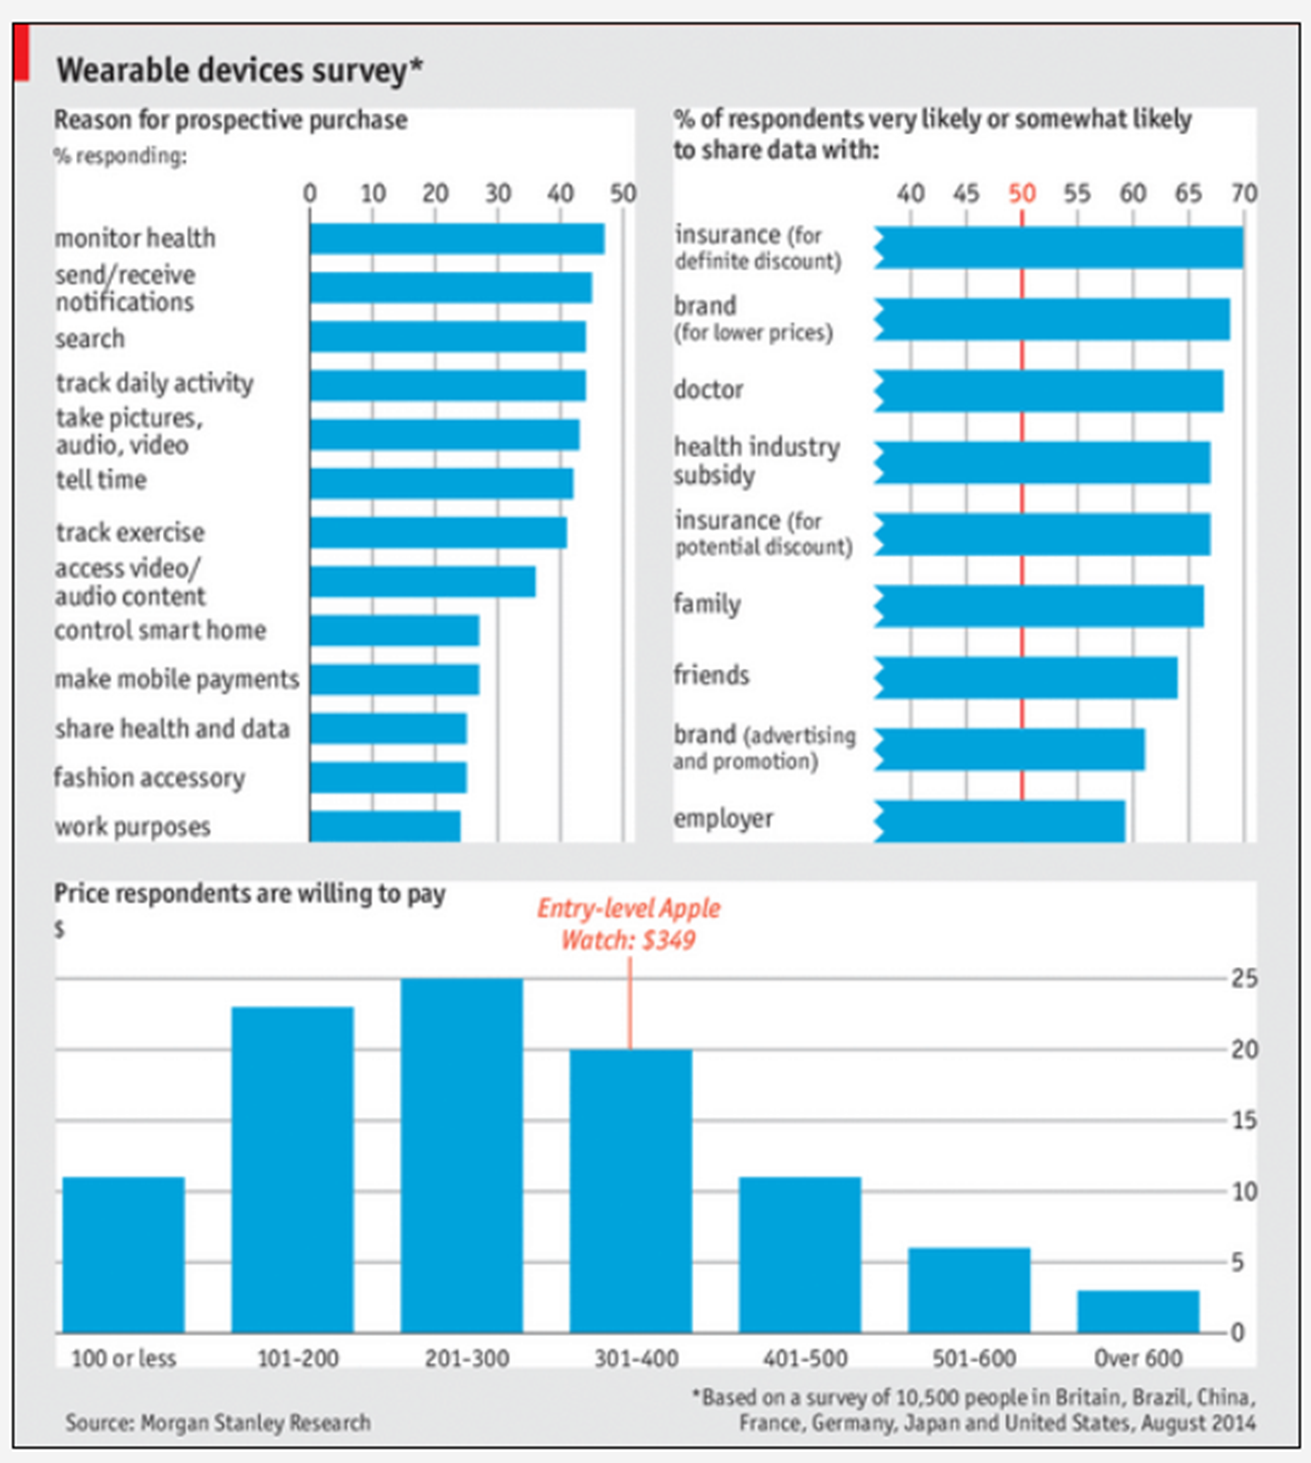 Wearable devices survey*
Reason for prospective purchase
% responding:
0 10 20 30 40 50
monitor health
send/receive
notifications
search
track daily activity
take pictures,
audio, video
tell time
track exercise
access video/
audio content
control smart home
make mobile payments
share health and data
fashion accessory
work purposes
% of respondents very likely or somewhat likely
to share data with:
40 45 50 55 60 65 70
insurance (for
definite discount)
brand
(for lower prices)
doctor
health industry
subsidy
insurance (for
potential discount)
family
friends
brand (advertising
and promotion)
employer
Price respondents are willing to pay
$
Entry-level Apple
Watch: $349
25
20
15
10
5
0
100 or less 101-200 201-300 301-400 401-500 501-600 Over 600
*Based on a survey of 10,500 people in Britain, Brazil, China,
France, Germany, Japan and United States, August 2014
Source: Morgan Stanley Research